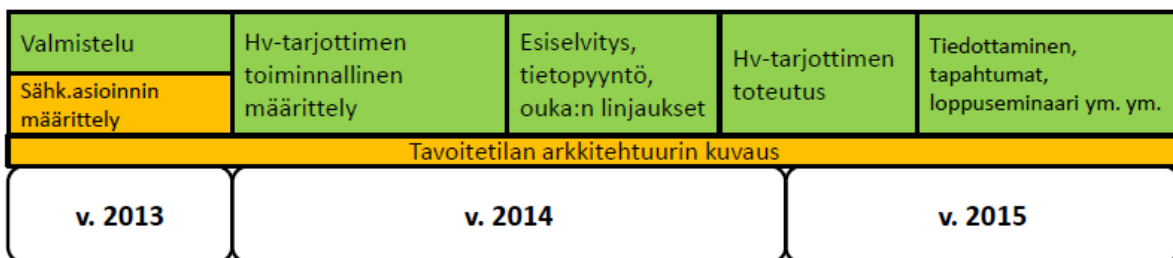 Valmistelu
Sähk.asioinnin
määrittely
Hv-tarjottimen
toiminnallinen
määrittely
Esiselvitys,
tietopyyntö,
ouka:n linjaukset
Hv-tarjottimen
toteutus
Tiedottaminen,
tapahtumat,
loppuseminaari ym. ym.
Tavoitetilan arkkitehtuurin kuvaus
v. 2013
v. 2014
v. 2015